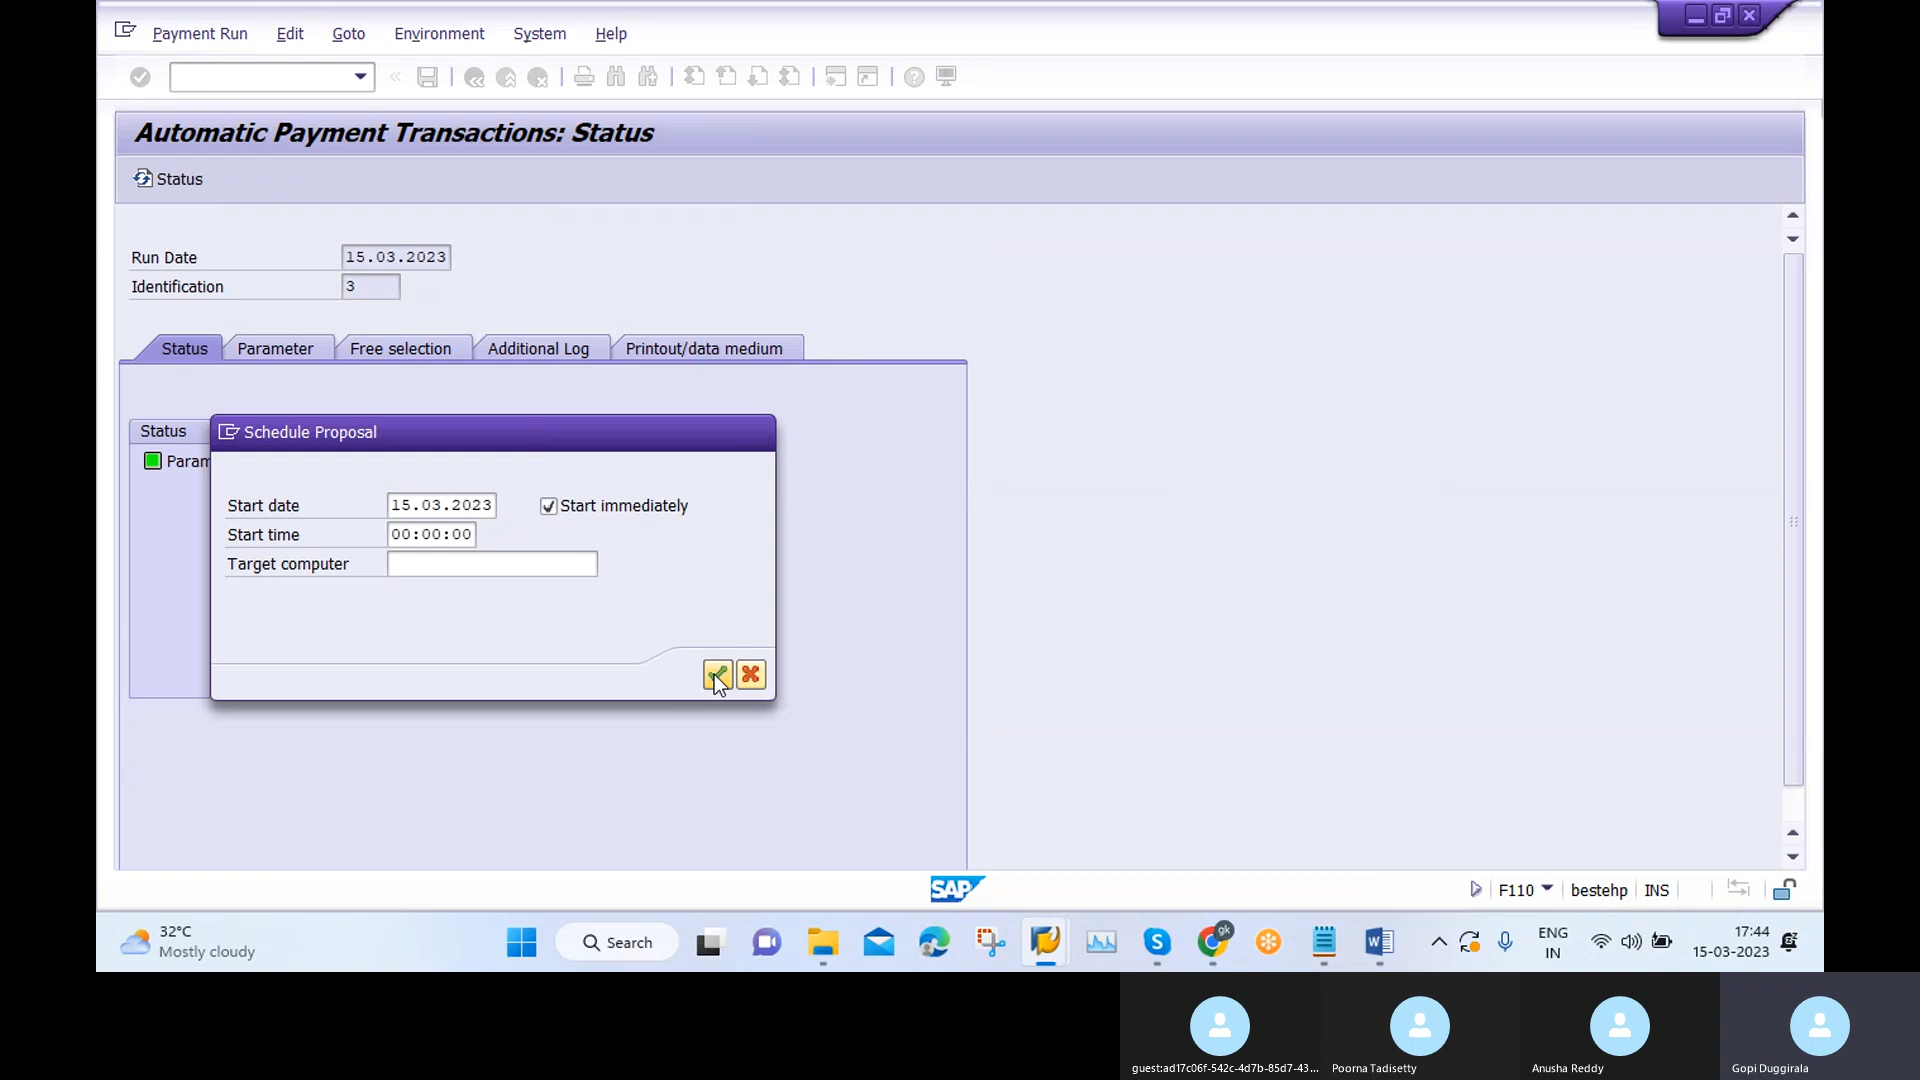 Payment Run Edit Goto Environment System Help
Automatic Payment Transactions: Status
Status
Run Date 15.03.2023
Identification 3
Status Parameter Free selection Additional Log Printout/data medium
Status
Param
Schedule Proposal
Start date 15.03.2023 Start immediately
Start time 00:00:00
Target computer
SAP
F110 bestehp INS
32°C
Mostly cloudy
Search
gk
ENG
IN
17:44
15-03-2023
guest:ad17c06f-542c-4d7b-85d7-43... Poorna Tadisetty Anusha Reddy Gopi Duggirala